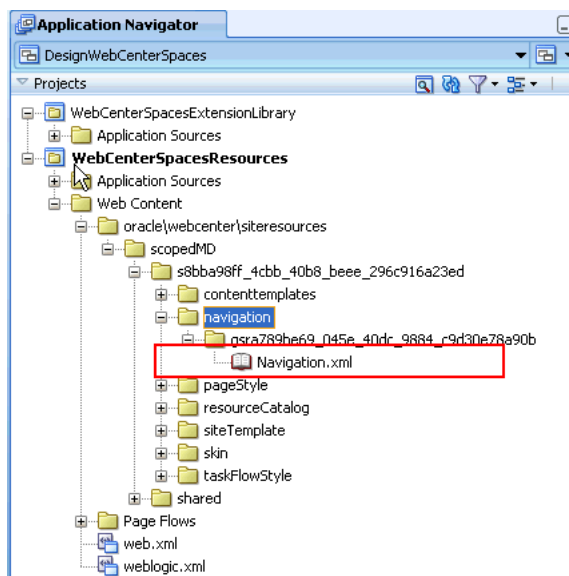 Application Navigator
DesignWebCenterSpaces
Projects
WebCenterSpacesExtensionLibrary
Application Sources
WebCenterSpacesResources
Application Sources
Web Content
oracle\webcenter\siteresources
scopedMD
s8bba98ff_4cbb_40b8_beee_296c916a23ed
contenttemplates
navigation
gsra789be69_045e_40dc_9884_c9d30e78a90b
Navigation.xml
pageStyle
resourceCatalog
siteTemplate
skin
taskFlowStyle
shared
Page Flows
web.xml
weblogic.xml